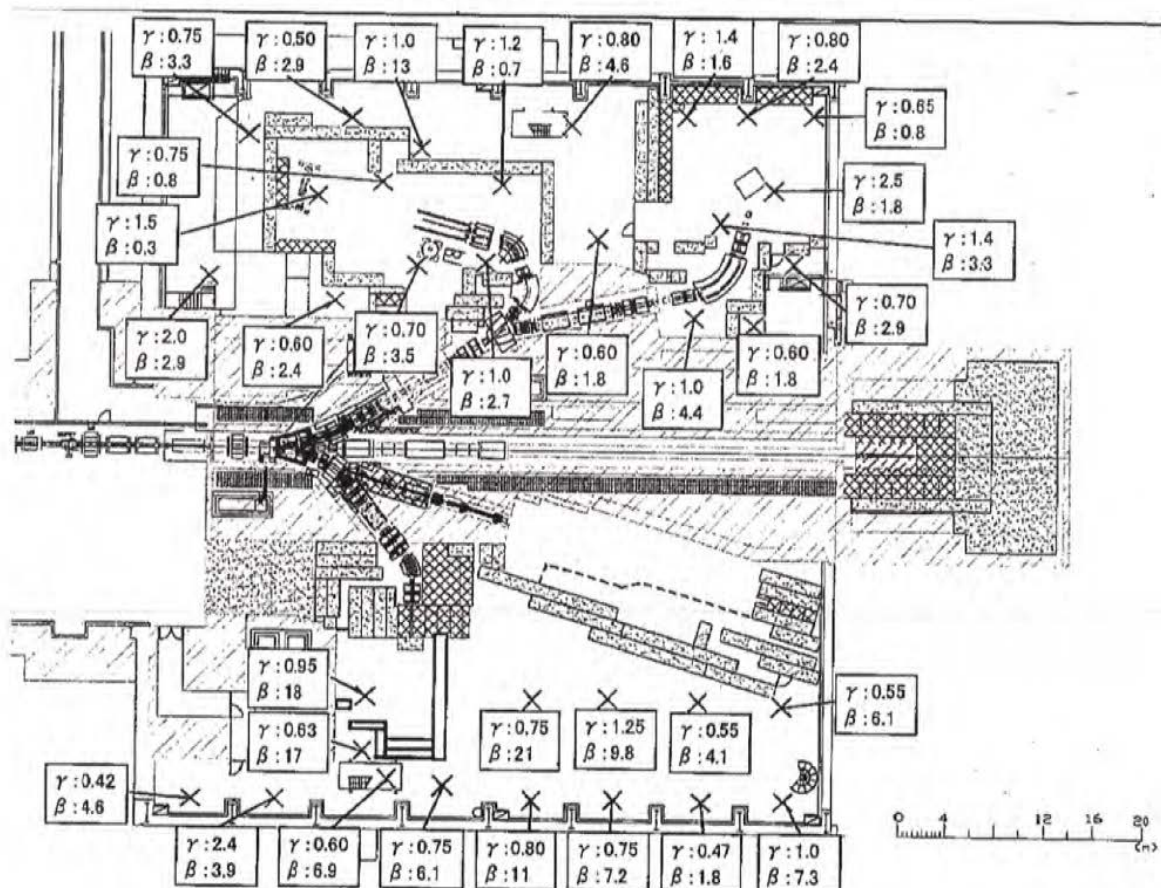 γ : 0.75
β : 3.3
γ : 0.50
β : 2.9
γ : 1.0
β : 13
γ : 1.2
β : 0.7
γ : 0.80
β : 4.6
γ : 1.4
β : 1.6
γ : 0.80
β : 2.4
γ : 0.65
β : 0.8
γ : 0.75
β : 0.8
γ : 2.5
β : 1.8
γ : 1.5
β : 0.3
γ : 1.4
β : 3.3
γ : 2.0
β : 2.9
γ : 0.60
β : 2.4
γ : 0.70
β : 3.5
γ : 1.0
β : 2.7
γ : 0.60
β : 1.8
γ : 1.0
β : 4.4
γ : 0.60
β : 1.8
γ : 0.70
β : 2.9
γ : 0.95
β : 18
γ : 0.63
β : 17
γ : 0.75
β : 21
γ : 1.25
β : 9.8
γ : 0.55
β : 4.1
γ : 0.55
β : 6.1
γ : 0.42
β : 4.6
γ : 2.4
β : 3.9
γ : 0.60
β : 6.9
γ : 0.75
β : 6.1
γ : 0.80
β : 11
γ : 0.75
β : 7.2
γ : 0.47
β : 1.8
γ : 1.0
β : 7.3
0 4 12 16 20
(m)